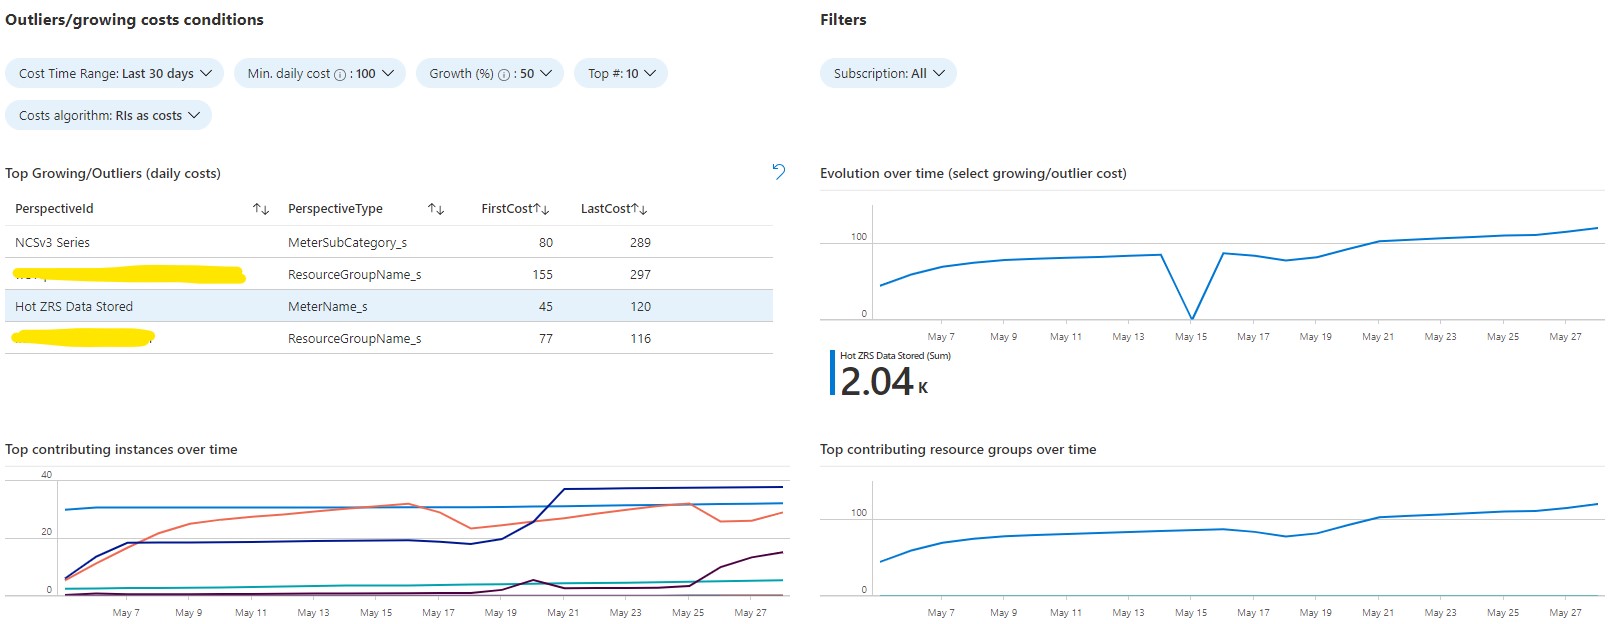 Outliers/growing costs conditions
Filters
Cost Time Range: Last 30 days
Min. daily cost : 100
Growth (%) : 50
Top #: 10
Subscription: All
Costs algorithm: RIs as costs
Top Growing/Outliers (daily costs)
PerspectiveId PerspectiveType FirstCost LastCost
NCSv3 Series MeterSubCategory_s 80 289
ResourceGroupName_s 155 297
Hot ZRS Data Stored MeterName_s 45 120
ResourceGroupName_s 77 116
Evolution over time (select growing/outlier cost)
100
0
May 7 May 9 May 11 May 13 May 15 May 17 May 19 May 21 May 23 May 25 May 27
Hot ZRS Data Stored (Sum)
2.04 K
Top contributing instances over time
40
20
0
May 7 May 9 May 11 May 13 May 15 May 17 May 19 May 21 May 23 May 25 May 27
Top contributing resource groups over time
100
0
May 7 May 9 May 11 May 13 May 15 May 17 May 19 May 21 May 23 May 25 May 27